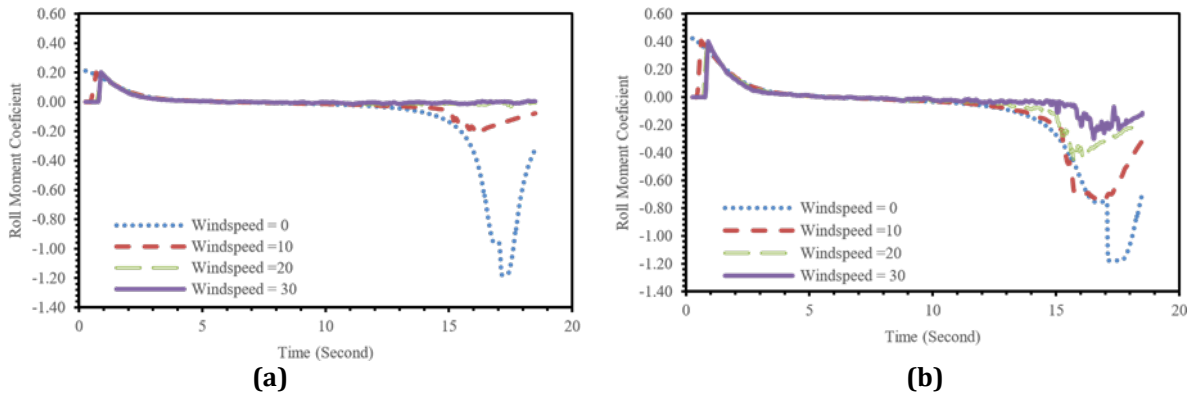 0.60
0.40
0.20
0.00
-0.20
-0.40
-0.60
-0.80
-1.00
-1.20
-1.40
Roll Moment Coeficient
Windspeed = 0
Windspeed =10
Windspeed =20
Windspeed = 30
0 5 10 15 20
Time (Second)
(a)
0.60
0.40
0.20
0.00
-0.20
-0.40
-0.60
-0.80
-1.00
-1.20
-1.40
Roll Moment Coeficient
Windspeed = 0
Windspeed =10
Windspeed =20
Windspeed = 30
0 5 10 15 20
Time (Second)
(b)